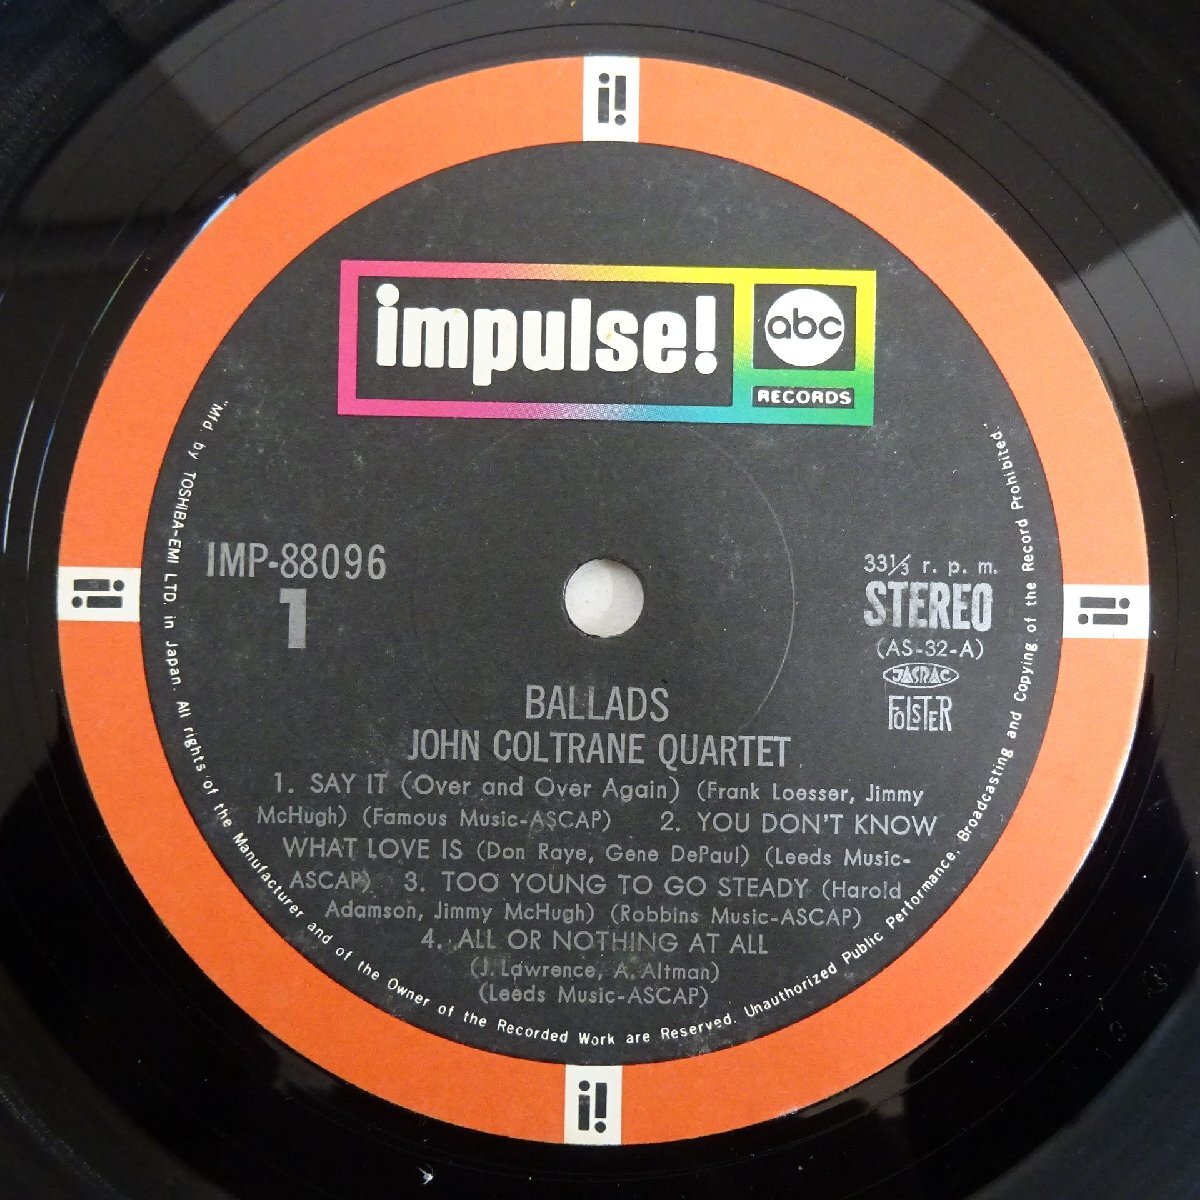 i!
impulse!
abc
RECORDS
IMP-88096
1
33⅓ r. p. m.
STEREO
(AS-32-A)
JASRAC
FOLSTER
BALLADS
JOHN COLTRANE QUARTET
1. SAY IT (Over and Over Again) (Frank Loesser, Jimmy
McHugh) (Famous Music-ASCAP) 2. YOU DON'T KNOW
WHAT LOVE IS (Don Raye, Gene DePaul) (Leeds Music-
ASCAP) 3. TOO YOUNG TO GO STEADY (Harold
Adamson, Jimmy McHugh) (Robbins Music-ASCAP)
4. ALL OR NOTHING AT ALL
(J. Lawrence, A. Altman)
(Leeds Music-ASCAP)
"Mfd. by TOSHIBA-EMI LTD. in Japan. All rights of the Manufacturer and of the Owner of the Recorded Work are Reserved. Unauthorized Public Performance, Broadcasting and Copying of the Record Prohibited."
i!
i!
i!